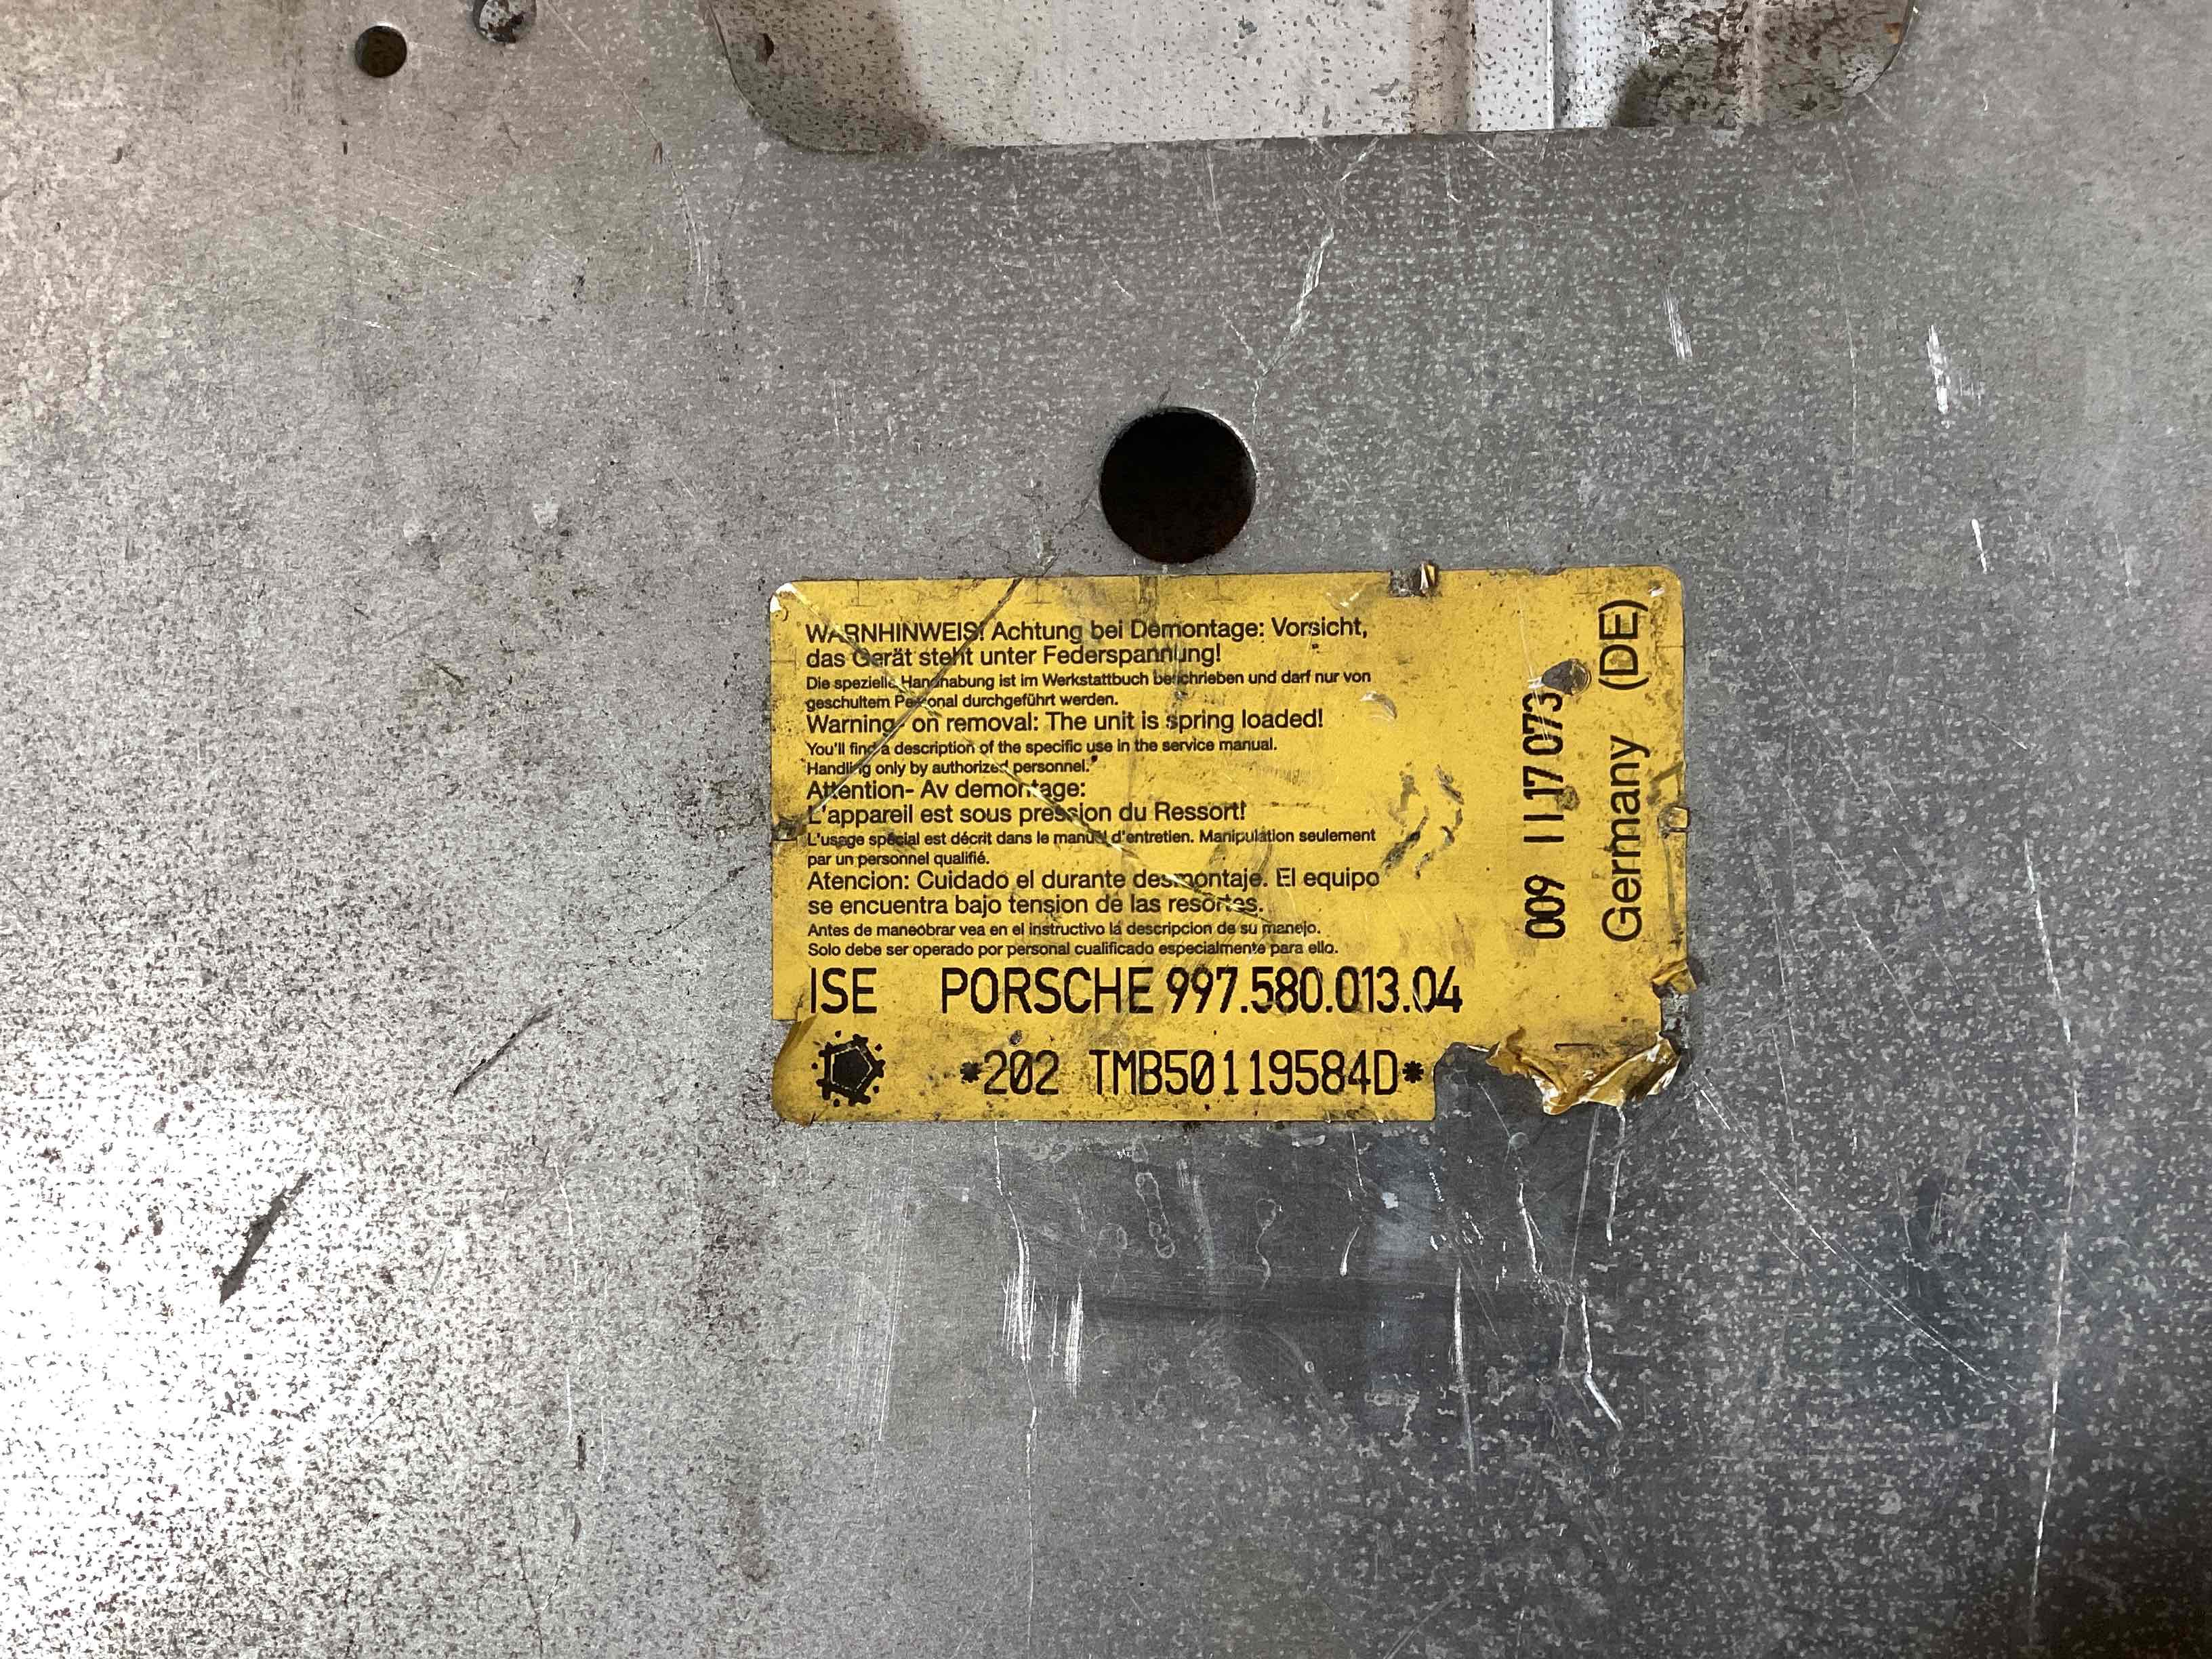 WARNHINWEIS! Achtung bei Demontage: Vorsicht,
das Gerät steht unter Federspannung!
Die spezielle Handhabung ist im Werkstattbuch beschrieben und darf nur von
geschultem Personal durchgeführt werden.
Warning- on removal: The unit is spring loaded!
You'll find a description of the specific use in the service manual.
Handling only by authorized personnel.
Attention- Av demontage:
L'appareil est sous pression du Ressort!
L'usage spécial est décrit dans le manuel d'entretien. Manipulation seulement
par un personnel qualifié.
Atencion: Cuidado el durante desmontaje. El equipo
se encuentra bajo tension de las resortes.
Antes de maneobrar vea en el instructivo la descripcion de su manejo.
Solo debe ser operado por personal cualificado especialmente para ello.
ISE PORSCHE 997.580.013.04
*202 TMB50119584D*
009 1117 073
Germany (DE)